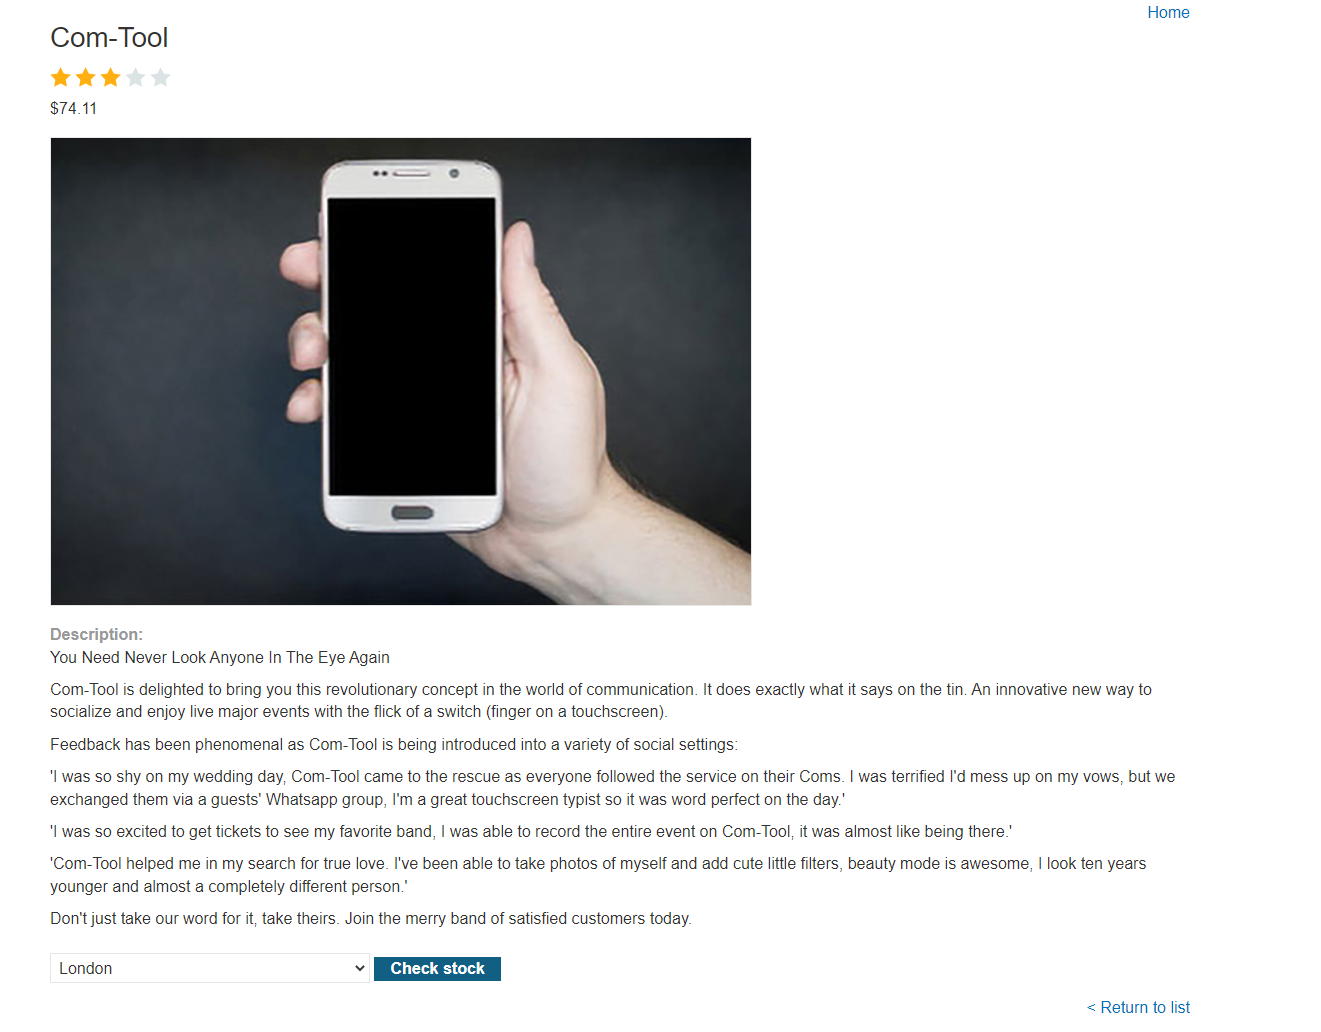 Home
Com-Tool
$74.11
Description:
You Need Never Look Anyone In The Eye Again
Com-Tool is delighted to bring you this revolutionary concept in the world of communication. It does exactly what it says on the tin. An innovative new way to
socialize and enjoy live major events with the flick of a switch (finger on a touchscreen).
Feedback has been phenomenal as Com-Tool is being introduced into a variety of social settings:
'I was so shy on my wedding day, Com-Tool came to the rescue as everyone followed the service on their Coms. I was terrified I'd mess up on my vows, but we
exchanged them via a guests' Whatsapp group, I'm a great touchscreen typist so it was word perfect on the day.'
'I was so excited to get tickets to see my favorite band, I was able to record the entire event on Com-Tool, it was almost like being there.'
'Com-Tool helped me in my search for true love. I've been able to take photos of myself and add cute little filters, beauty mode is awesome, I look ten years
younger and almost a completely different person.'
Don't just take our word for it, take theirs. Join the merry band of satisfied customers today.
London Check stock
< Return to list